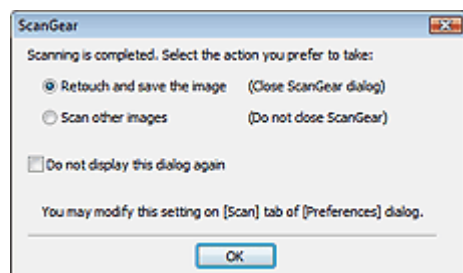 ScanGear
Scanning is completed. Select the action you prefer to take:
Retouch and save the image (Close ScanGear dialog)
Scan other images (Do not close ScanGear)
Do not display this dialog again
You may modify this setting on [Scan] tab of [Preferences] dialog.
OK